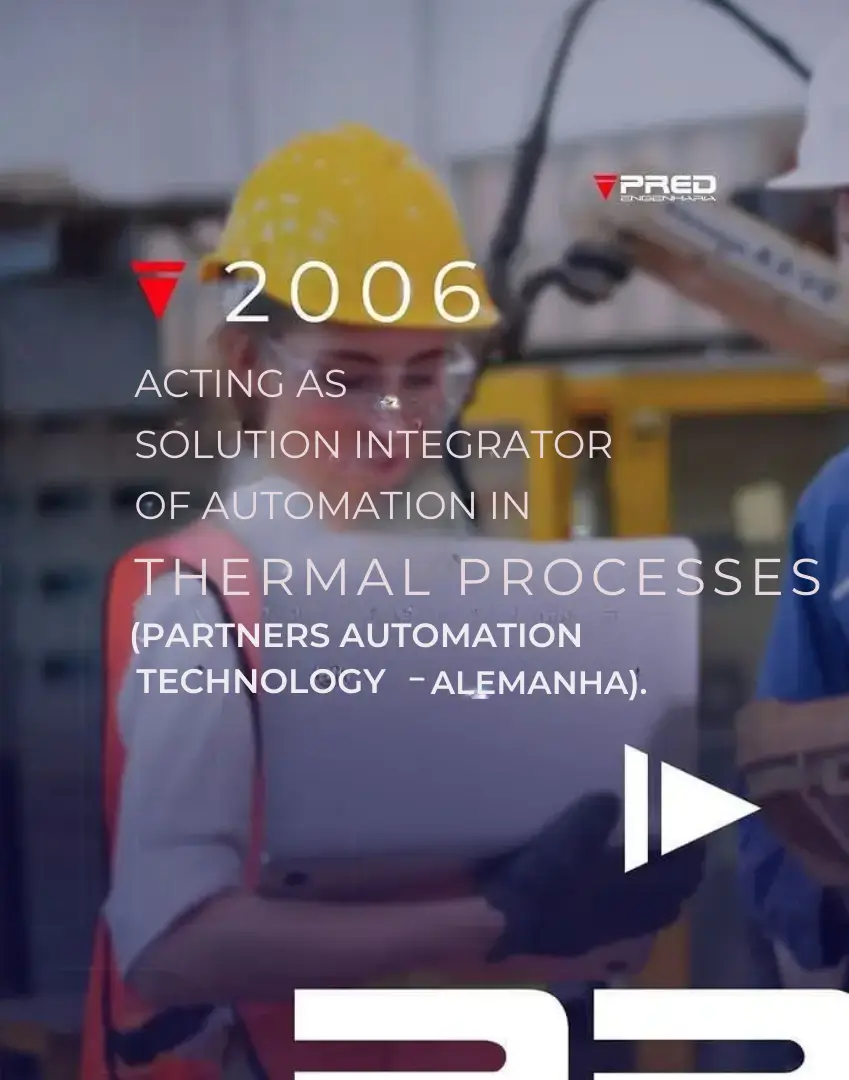 PRED
ENGENHARIA
2006
ACTING AS
SOLUTION INTEGRATOR
OF AUTOMATION IN
THERMAL PROCESSES
(PARTNERS AUTOMATION
TECHNOLOGY – ALEMANHA).